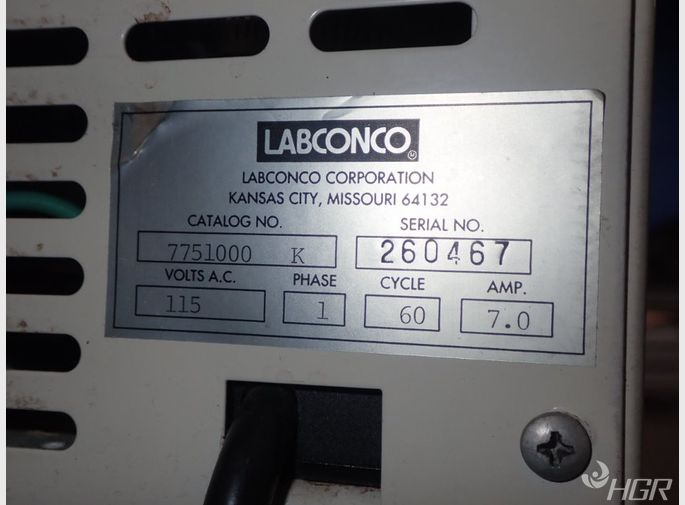 LABCONCO
LABCONCO CORPORATION
KANSAS CITY, MISSOURI 64132
CATALOG NO. SERIAL NO.
7751000 K 260467
VOLTS A.C. PHASE CYCLE AMP.
115 1 60 7.0
HGR